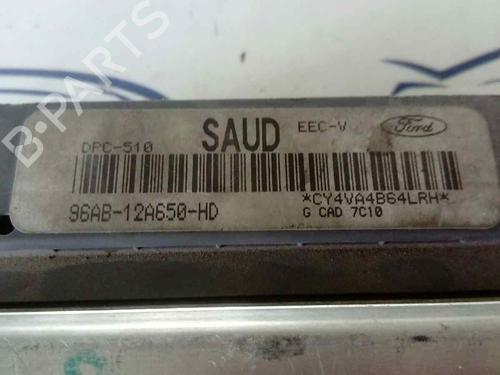 DPC-510 SAUD EEC-V Ford
96AB-12A650-HD *CY4VA4B64LRH*
G CAD 7C10
B-PARTS